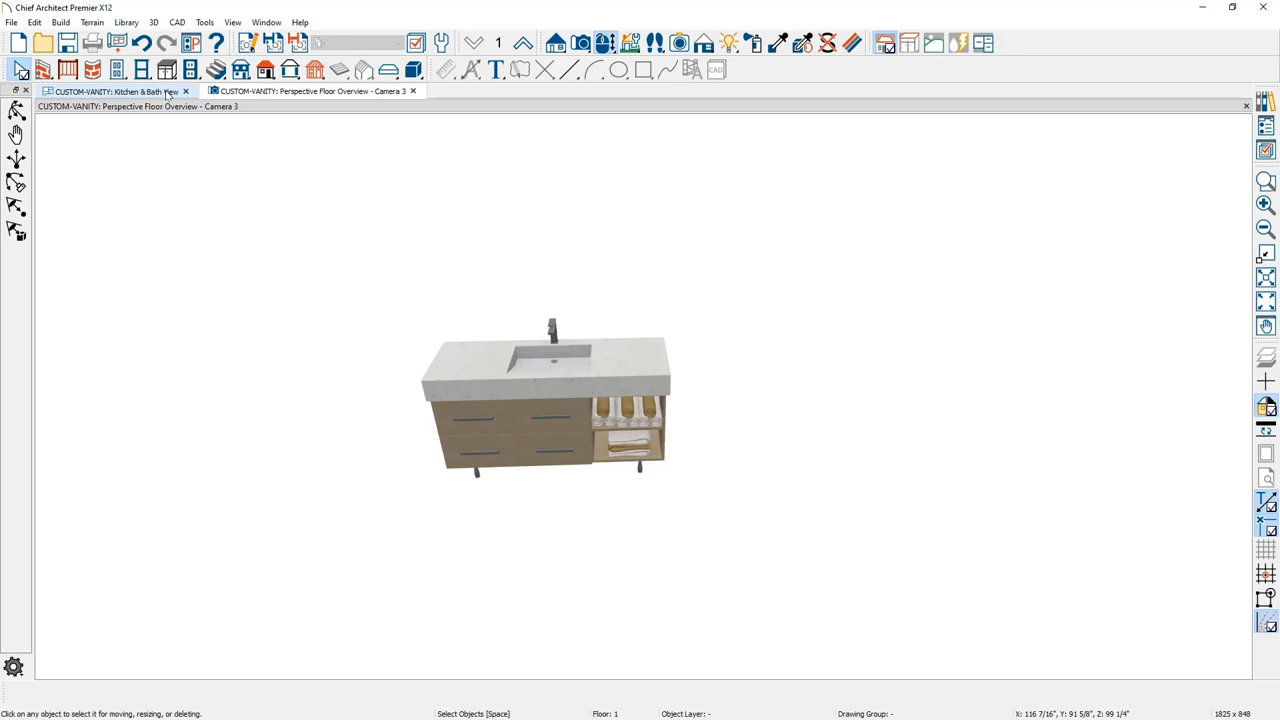 Chief Architect Premier X12
File Edit Build Terrain Library 3D CAD Tools View Window Help
1
CUSTOM-VANITY: Kitchen & Bath View CUSTOM-VANITY: Perspective Floor Overview - Camera 3
CUSTOM-VANITY: Perspective Floor Overview - Camera 3
Click on any object to select it for moving, resizing, or deleting. Select Objects [Space] Floor: 1 Object Layer: - Drawing Group: - X: 116 7/16", Y: 91 5/8", Z: 99 1/4" 1825 x 848